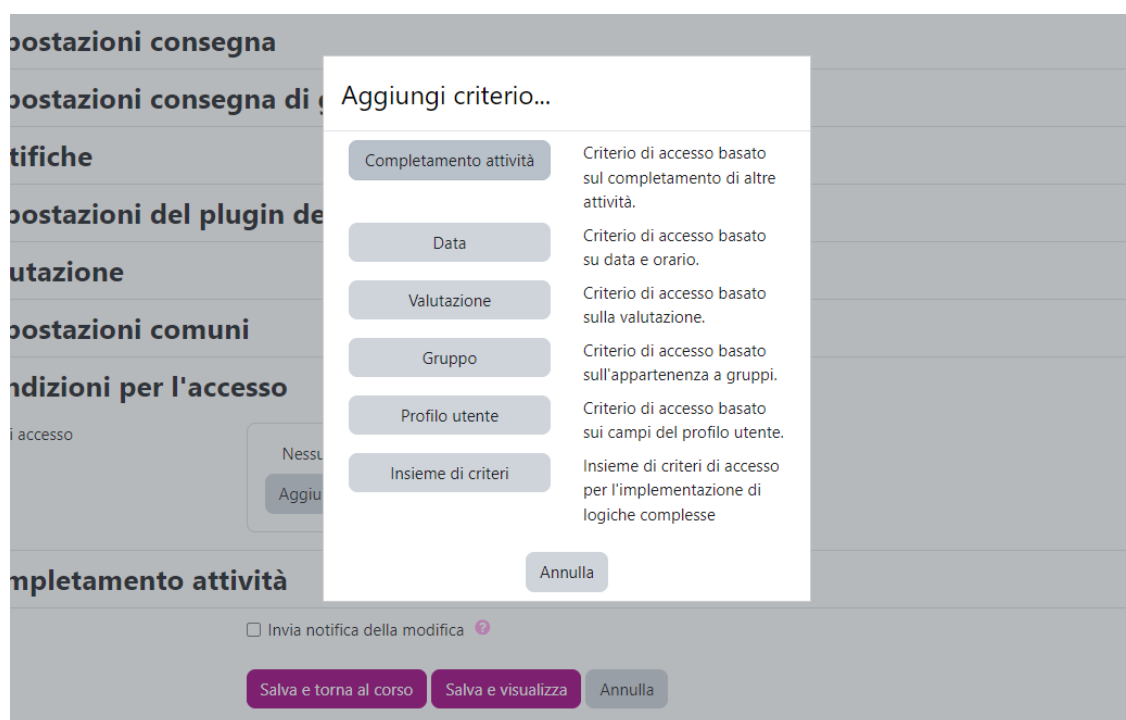 postazioni consegna
postazioni consegna di
tifiche
postazioni del plugin de
utazione
postazioni comuni
ndizioni per l'accesso
i accesso
Nessu
Aggiu
mpletamento attività
Aggiungi criterio...
Completamento attività
Criterio di accesso basato
sul completamento di altre
attività.
Data
Criterio di accesso basato
su data e orario.
Valutazione
Criterio di accesso basato
sulla valutazione.
Gruppo
Criterio di accesso basato
sull'appartenenza a gruppi.
Profilo utente
Criterio di accesso basato
sui campi del profilo utente.
Insieme di criteri
Insieme di criteri di accesso
per l'implementazione di
logiche complesse
Annulla
Invia notifica della modifica
Salva e torna al corso
Salva e visualizza
Annulla